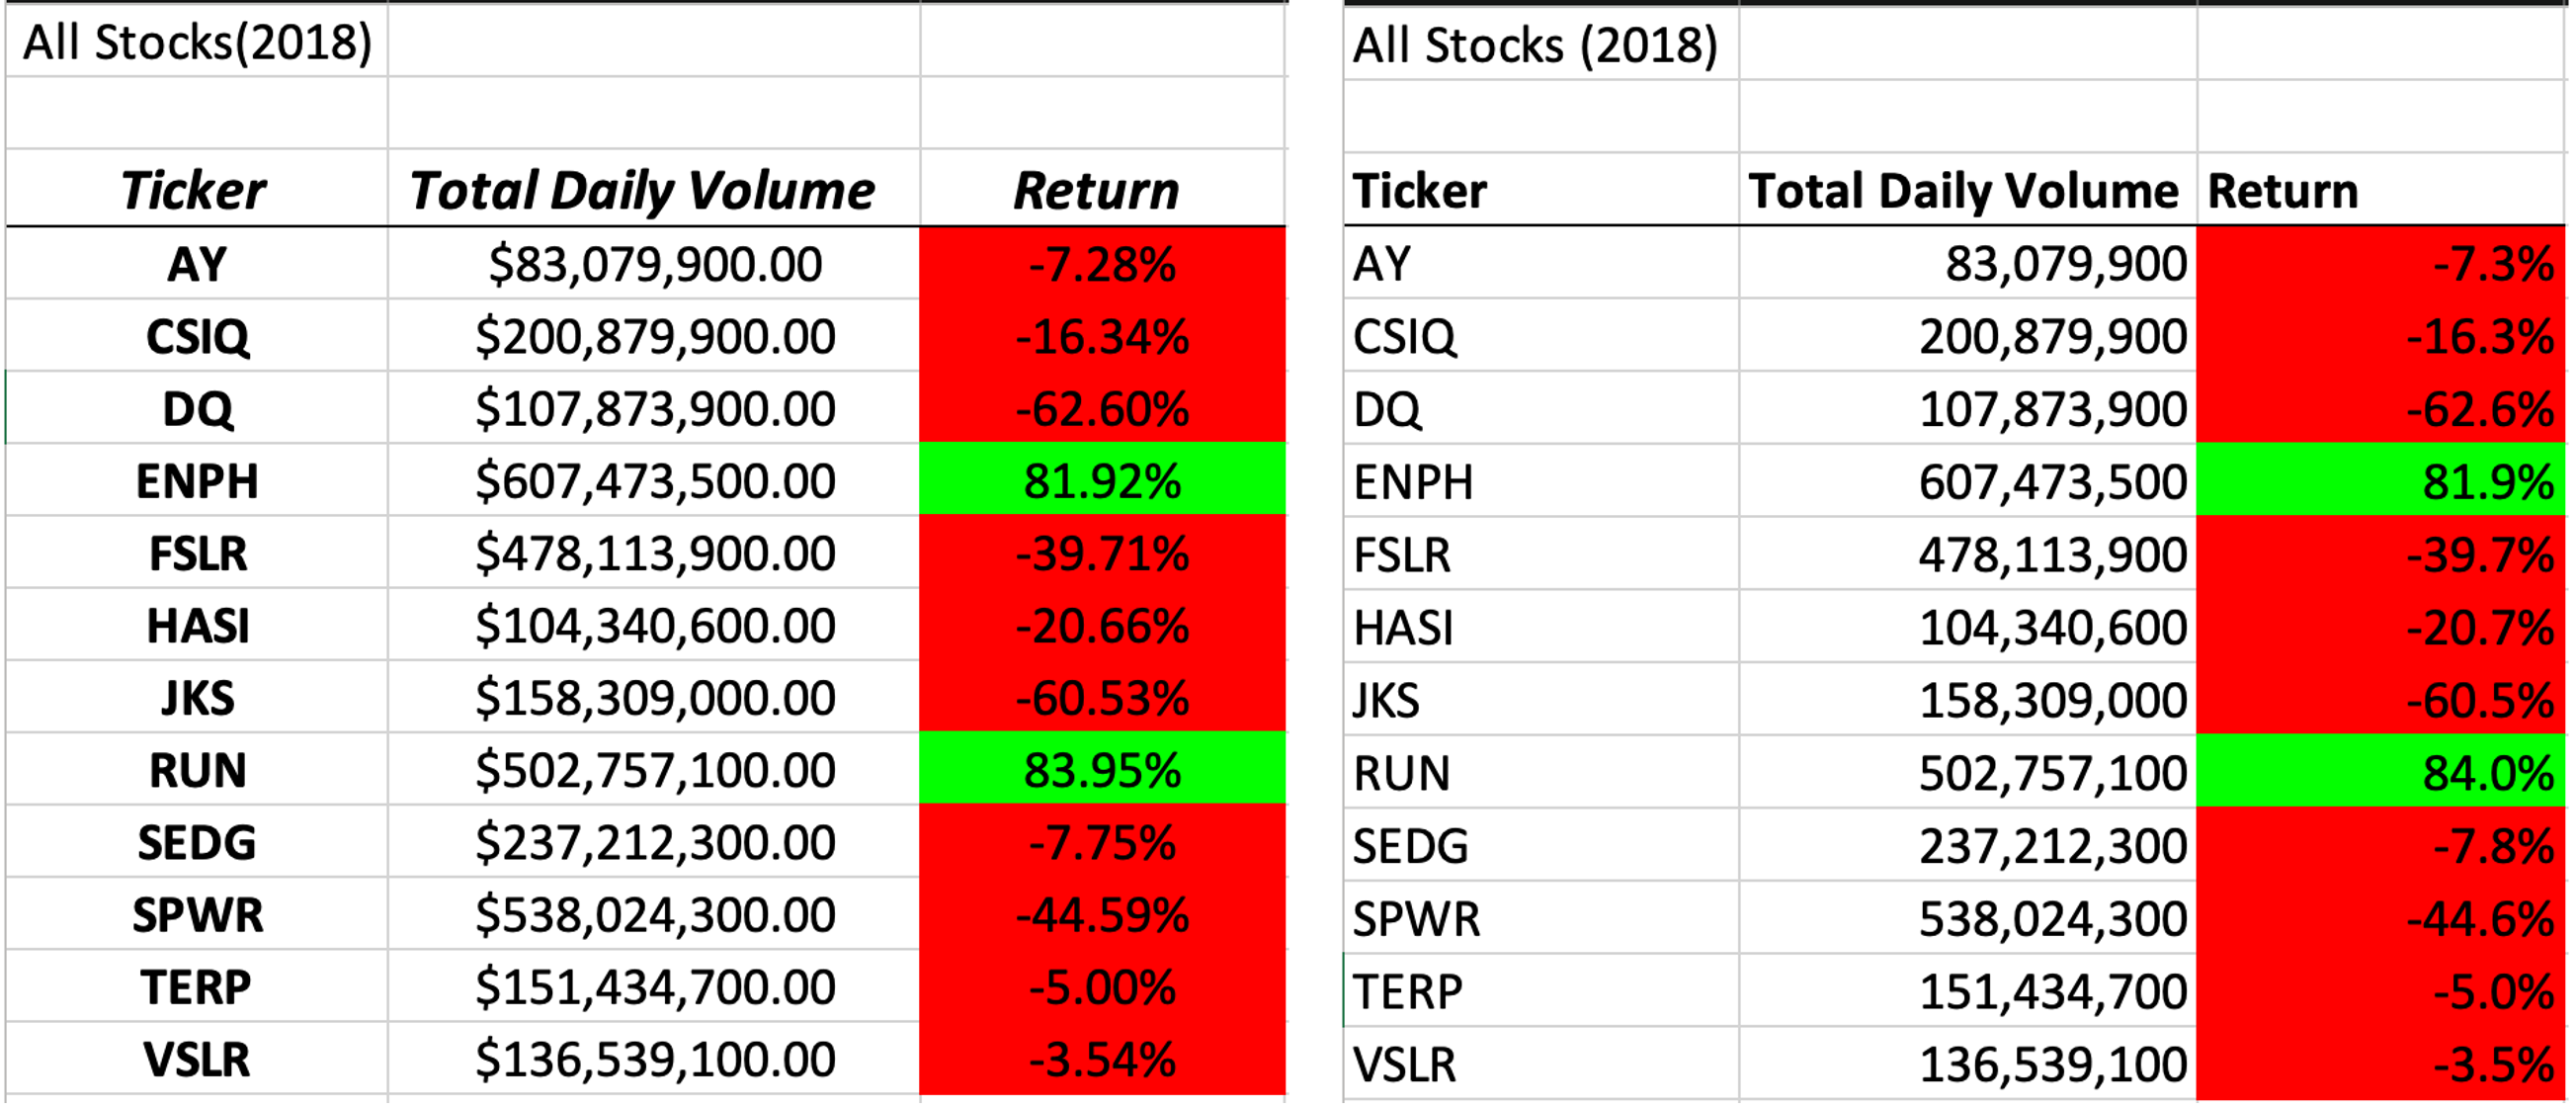 All Stocks(2018)
Ticker Total Daily Volume Return
AY $83,079,900.00 -7.28%
CSIQ $200,879,900.00 -16.34%
DQ $107,873,900.00 -62.60%
ENPH $607,473,500.00 81.92%
FSLR $478,113,900.00 -39.71%
HASI $104,340,600.00 -20.66%
JKS $158,309,000.00 -60.53%
RUN $502,757,100.00 83.95%
SEDG $237,212,300.00 -7.75%
SPWR $538,024,300.00 -44.59%
TERP $151,434,700.00 -5.00%
VSLR $136,539,100.00 -3.54%
All Stocks (2018)
Ticker Total Daily Volume Return
AY 83,079,900 -7.3%
CSIQ 200,879,900 -16.3%
DQ 107,873,900 -62.6%
ENPH 607,473,500 81.9%
FSLR 478,113,900 -39.7%
HASI 104,340,600 -20.7%
JKS 158,309,000 -60.5%
RUN 502,757,100 84.0%
SEDG 237,212,300 -7.8%
SPWR 538,024,300 -44.6%
TERP 151,434,700 -5.0%
VSLR 136,539,100 -3.5%